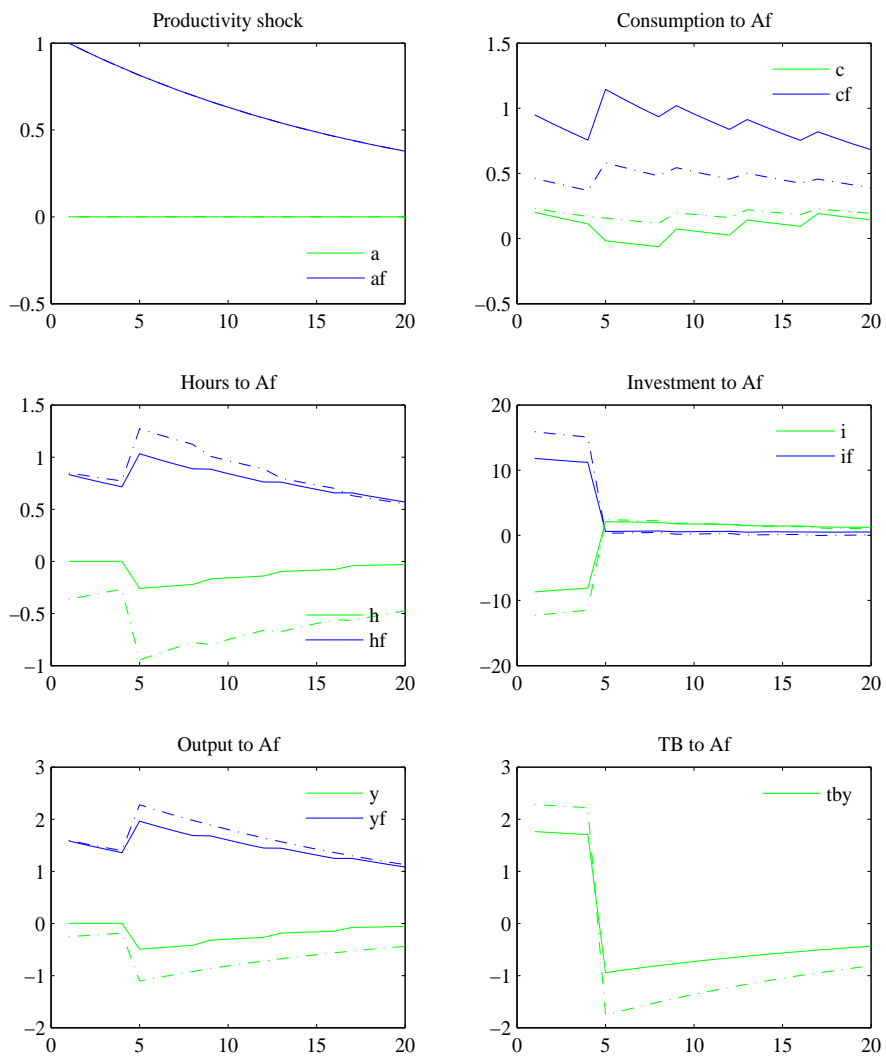 Productivity shock
1
0.5
0
−0.5
0 5 10 15 20
a
af
Consumption to Af
1.5
1
0.5
0
−0.5
0 5 10 15 20
c
cf
Hours to Af
1.5
1
0.5
0
−0.5
−1
0 5 10 15 20
h
hf
Investment to Af
20
10
0
−10
−20
0 5 10 15 20
i
if
Output to Af
3
2
1
0
−1
−2
0 5 10 15 20
y
yf
TB to Af
3
2
1
0
−1
−2
0 5 10 15 20
tby